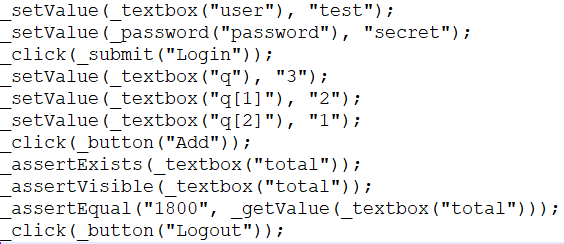 _setValue(_textbox("user"), "test");
_setValue(_password("password"), "secret");
_click(_submit("Login"));
_setValue(_textbox("q"), "3");
_setValue(_textbox("q[1]"), "2");
_setValue(_textbox("q[2]"), "1");
_click(_button("Add"));
_assertExists(_textbox("total"));
_assertVisible(_textbox("total"));
_assertEqual("1800", _getValue(_textbox("total")));
_click(_button("Logout"));